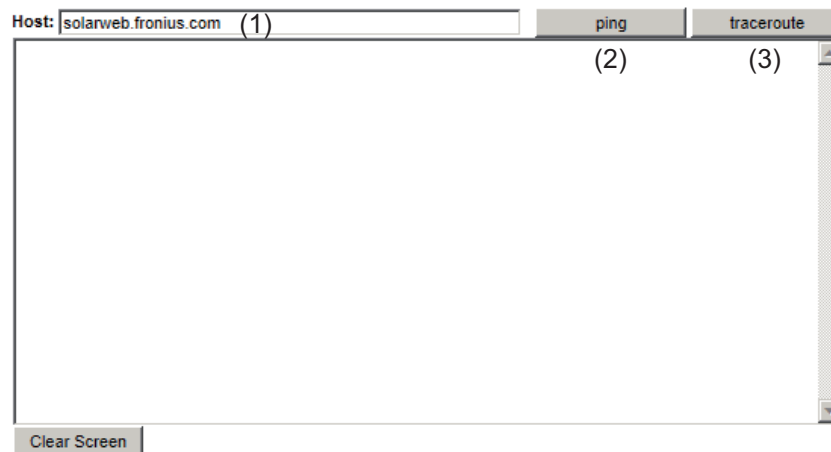 Host: solarweb.fronius.com (1) ping traceroute
(2) (3)
Clear Screen